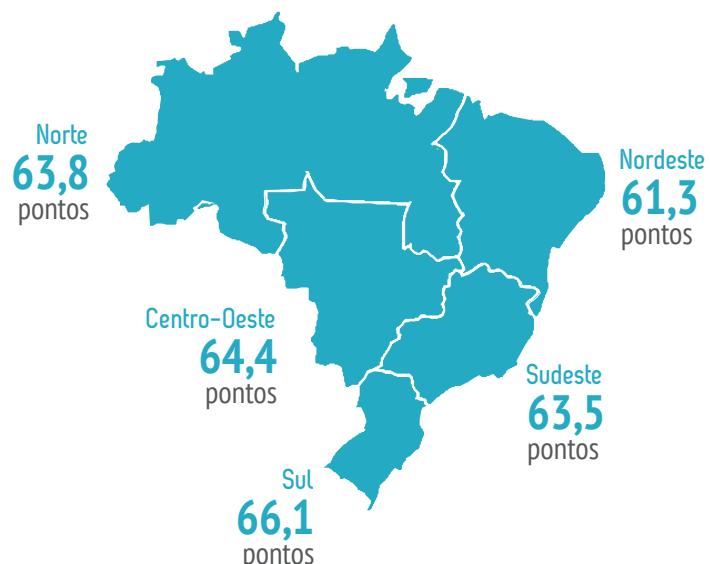 Norte
63,8
pontos
Nordeste
61,3
pontos
Centro-Oeste
64,4
pontos
Sudeste
63,5
pontos
Sul
66,1
pontos